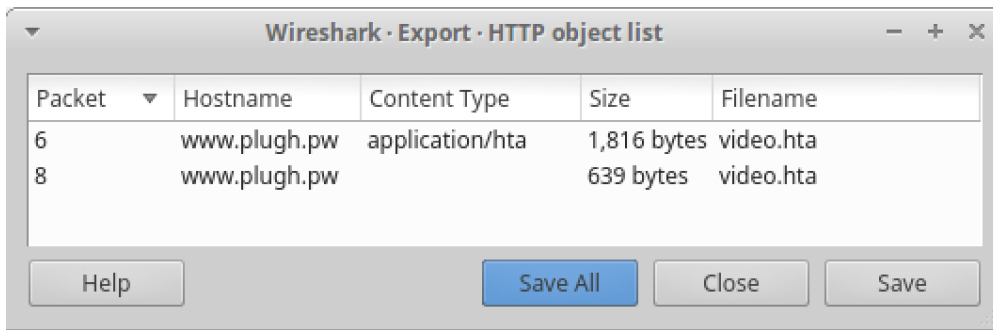 Wireshark · Export · HTTP object list
Packet Hostname Content Type Size Filename
6 www.plugh.pw application/hta 1,816 bytes video.hta
8 www.plugh.pw 639 bytes video.hta
Help Save All Close Save